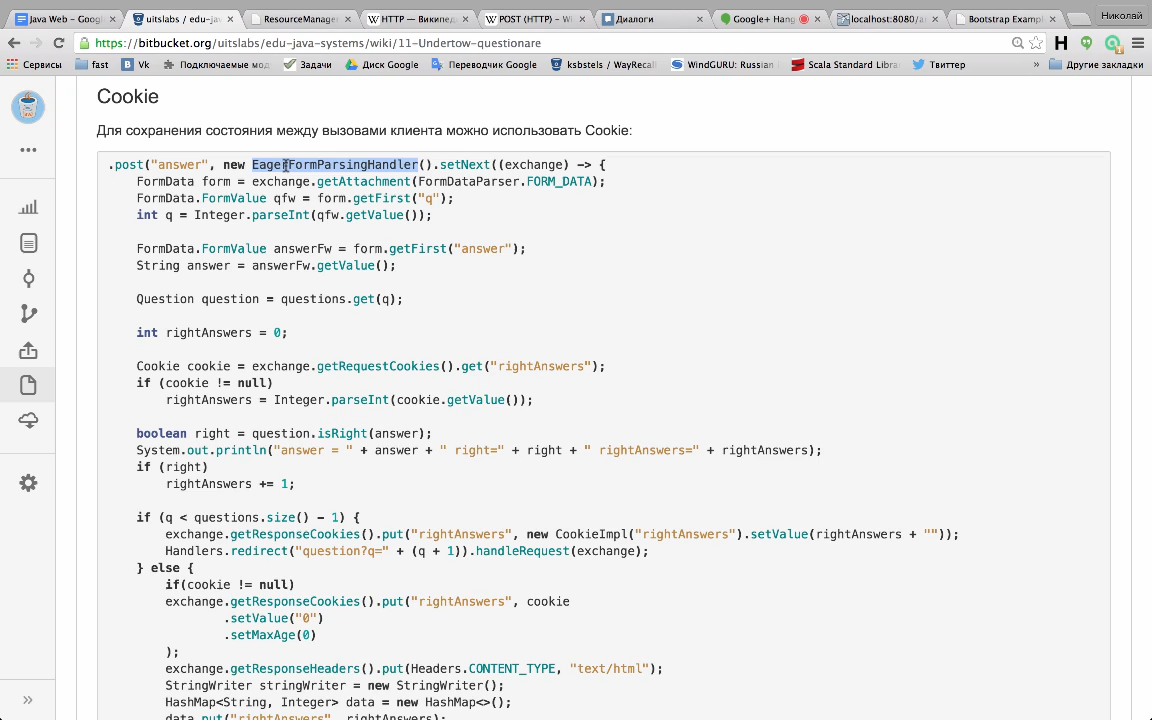 Java Web – Goog
uitslabs / edu-jav
ResourceManage
HTTP — Википед
POST (HTTP) – Wi
Диалоги
Google+ Hang
localhost:8080/a
Bootstrap Exampl
Николай
https://bitbucket.org/uitslabs/edu-java-systems/wiki/11-Undertow-questionare
Сервисы
fast
Vk
Подключаемые мод
Задачи
Диск Google
Переводчик Google
ksbstels / WayRecall
WindGURU: Russian
Scala Standard Libra
Твиттер
»
Другие закладки
Cookie
Для сохранения состояния между вызовами клиента можно использовать Cookie:
.post("answer", new EagerFormParsingHandler().setNext((exchange) -> {
FormData form = exchange.getAttachment(FormDataParser.FORM_DATA);
FormData.FormValue qfw = form.getFirst("q");
int q = Integer.parseInt(qfw.getValue());
FormData.FormValue answerFw = form.getFirst("answer");
String answer = answerFw.getValue();
Question question = questions.get(q);
int rightAnswers = 0;
Cookie cookie = exchange.getRequestCookies().get("rightAnswers");
if (cookie != null)
rightAnswers = Integer.parseInt(cookie.getValue());
boolean right = question.isRight(answer);
System.out.println("answer = " + answer + " right=" + right + " rightAnswers=" + rightAnswers);
if (right)
rightAnswers += 1;
if (q < questions.size() - 1) {
exchange.getResponseCookies().put("rightAnswers", new CookieImpl("rightAnswers").setValue(rightAnswers + ""));
Handlers.redirect("question?q=" + (q + 1)).handleRequest(exchange);
} else {
if(cookie != null)
exchange.getResponseCookies().put("rightAnswers", cookie
.setValue("0")
.setMaxAge(0)
);
exchange.getResponseHeaders().put(Headers.CONTENT_TYPE, "text/html");
StringWriter stringWriter = new StringWriter();
HashMap<String, Integer> data = new HashMap<>();
data.put("rightAnswers", rightAnswers);